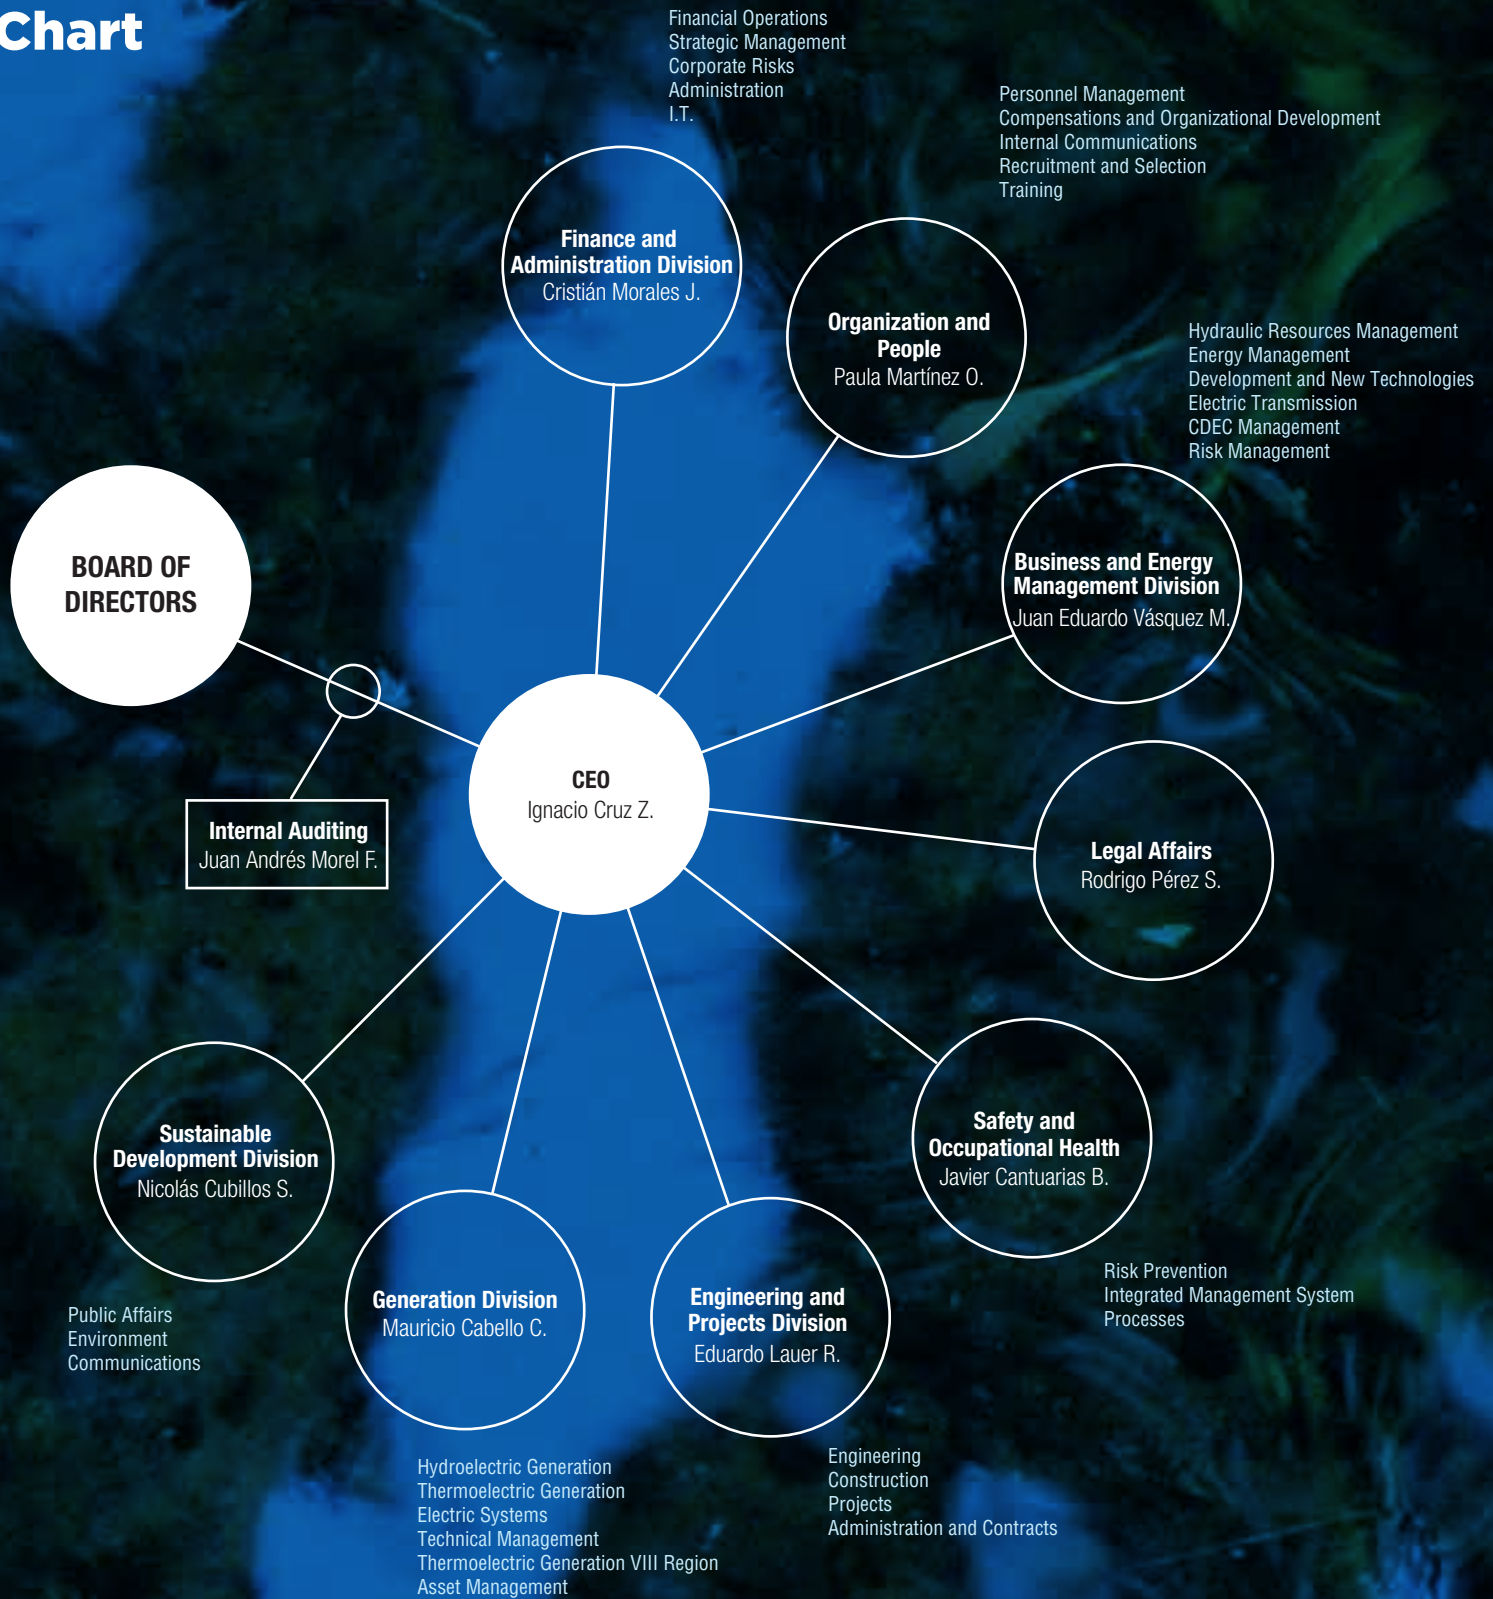 Chart
Financial Operations
Strategic Management
Corporate Risks
Administration
I.T.
Personnel Management
Compensations and Organizational Development
Internal Communications
Recruitment and Selection
Training
Finance and
Administration Division
Cristián Morales J.
Organization and
People
Paula Martínez O.
Hydraulic Resources Management
Energy Management
Development and New Technologies
Electric Transmission
CDEC Management
Risk Management
BOARD OF
DIRECTORS
Business and Energy
Management Division
Juan Eduardo Vásquez M.
CEO
Ignacio Cruz Z.
Internal Auditing
Juan Andrés Morel F.
Legal Affairs
Rodrigo Pérez S.
Safety and
Occupational Health
Javier Cantuarias B.
Risk Prevention
Integrated Management System
Processes
Sustainable
Development Division
Nicolás Cubillos S.
Public Affairs
Environment
Communications
Generation Division
Mauricio Cabello C.
Hydroelectric Generation
Thermoelectric Generation
Electric Systems
Technical Management
Thermoelectric Generation VIII Region
Asset Management
Engineering and
Projects Division
Eduardo Lauer R.
Engineering
Construction
Projects
Administration and Contracts